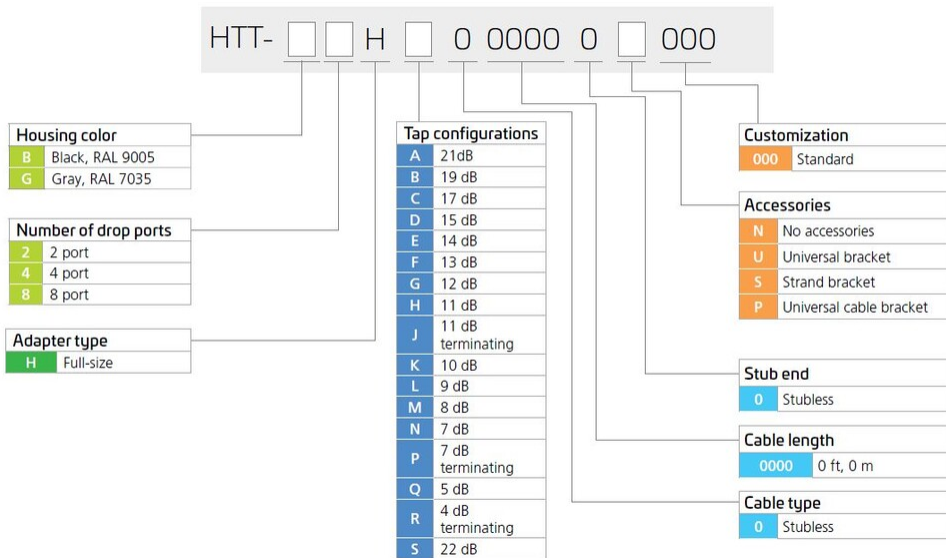 HTT- H 0 0000 0 000
Housing color
B Black, RAL 9005
G Gray, RAL 7035
Number of drop ports
2 2 port
4 4 port
8 8 port
Adapter type
H Full-size
Tap configurations
A 21dB
B 19 dB
C 17 dB
D 15 dB
E 14 dB
F 13 dB
G 12 dB
H 11 dB
J 11 dB
terminating
K 10 dB
L 9 dB
M 8 dB
N 7 dB
P 7 dB
terminating
Q 5 dB
R 4 dB
terminating
S 22 dB
Customization
000 Standard
Accessories
N No accessories
U Universal bracket
S Strand bracket
P Universal cable bracket
Stub end
0 Stubless
Cable length
0000 0 ft, 0 m
Cable type
0 Stubless